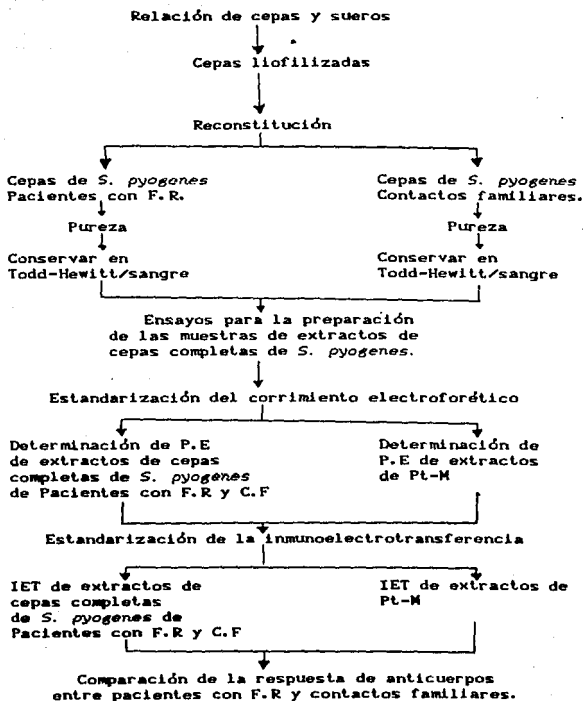 Relación de cepas y sueros
Cepas liofilizadas
Reconstitución
Cepas de S. pyogenes
Pacientes con F.R.
Pureza
Conservar en
Todd-Hewitt/sangre
Cepas de S. pyogenes
Contactos familiares.
Pureza
Conservar en
Todd-Hewitt/sangre
Ensayos para la preparación
de las muestras de extractos de
cepas completas de S. pyogenes.
Estandarización del corrimiento electroforético
Determinación de P.E
de extractos de cepas
completas de S. pyogenes
de Pacientes con F.R y C.F
Determinación de
P.E de extractos
de Pt-M
Estandarización de la inmunoelectrotransferencia
IET de extractos de
cepas completas
de S. pyogenes de
Pacientes con F.R y C.F
IET de extractos de
Pt-M
Comparación de la respuesta de anticuerpos
entre pacientes con F.R y contactos familiares.